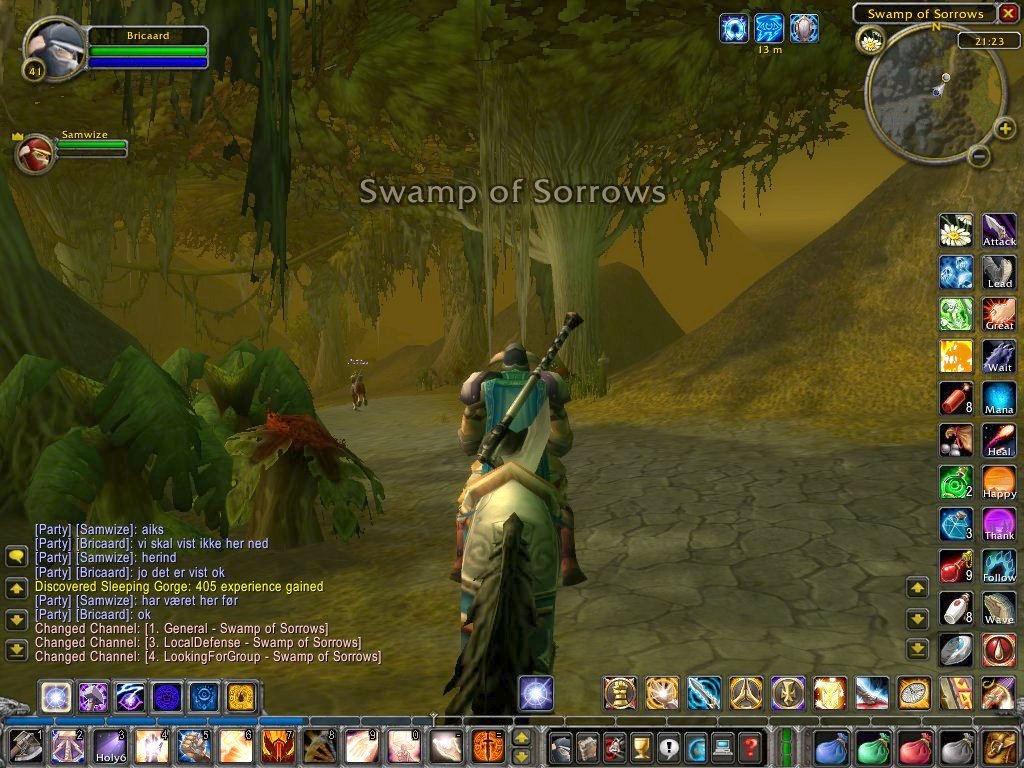 Bricaard
41
Samwize
13 m
Swamp of Sorrows
N
21:23
Swamp of Sorrows
Attack
Lead
Great
Wait
8
Mana
Heal
2
Happy
3
Thank
9
Follow
8
Wave
[Party] [Samwize]: aiks
[Party] [Bricaard]: vi skal vist ikke her ned
[Party] [Samwize]: herind
[Party] [Bricaard]: jo det er vist ok
Discovered Sleeping Gorge: 405 experience gained
[Party] [Samwize]: har været her før
[Party] [Bricaard]: ok
Changed Channel: [1. General - Swamp of Sorrows]
Changed Channel: [3. LocalDefense - Swamp of Sorrows]
Changed Channel: [4. LookingForGroup - Swamp of Sorrows]
1 2 3 4 5 6 7 8 9 0 - =
Holy6